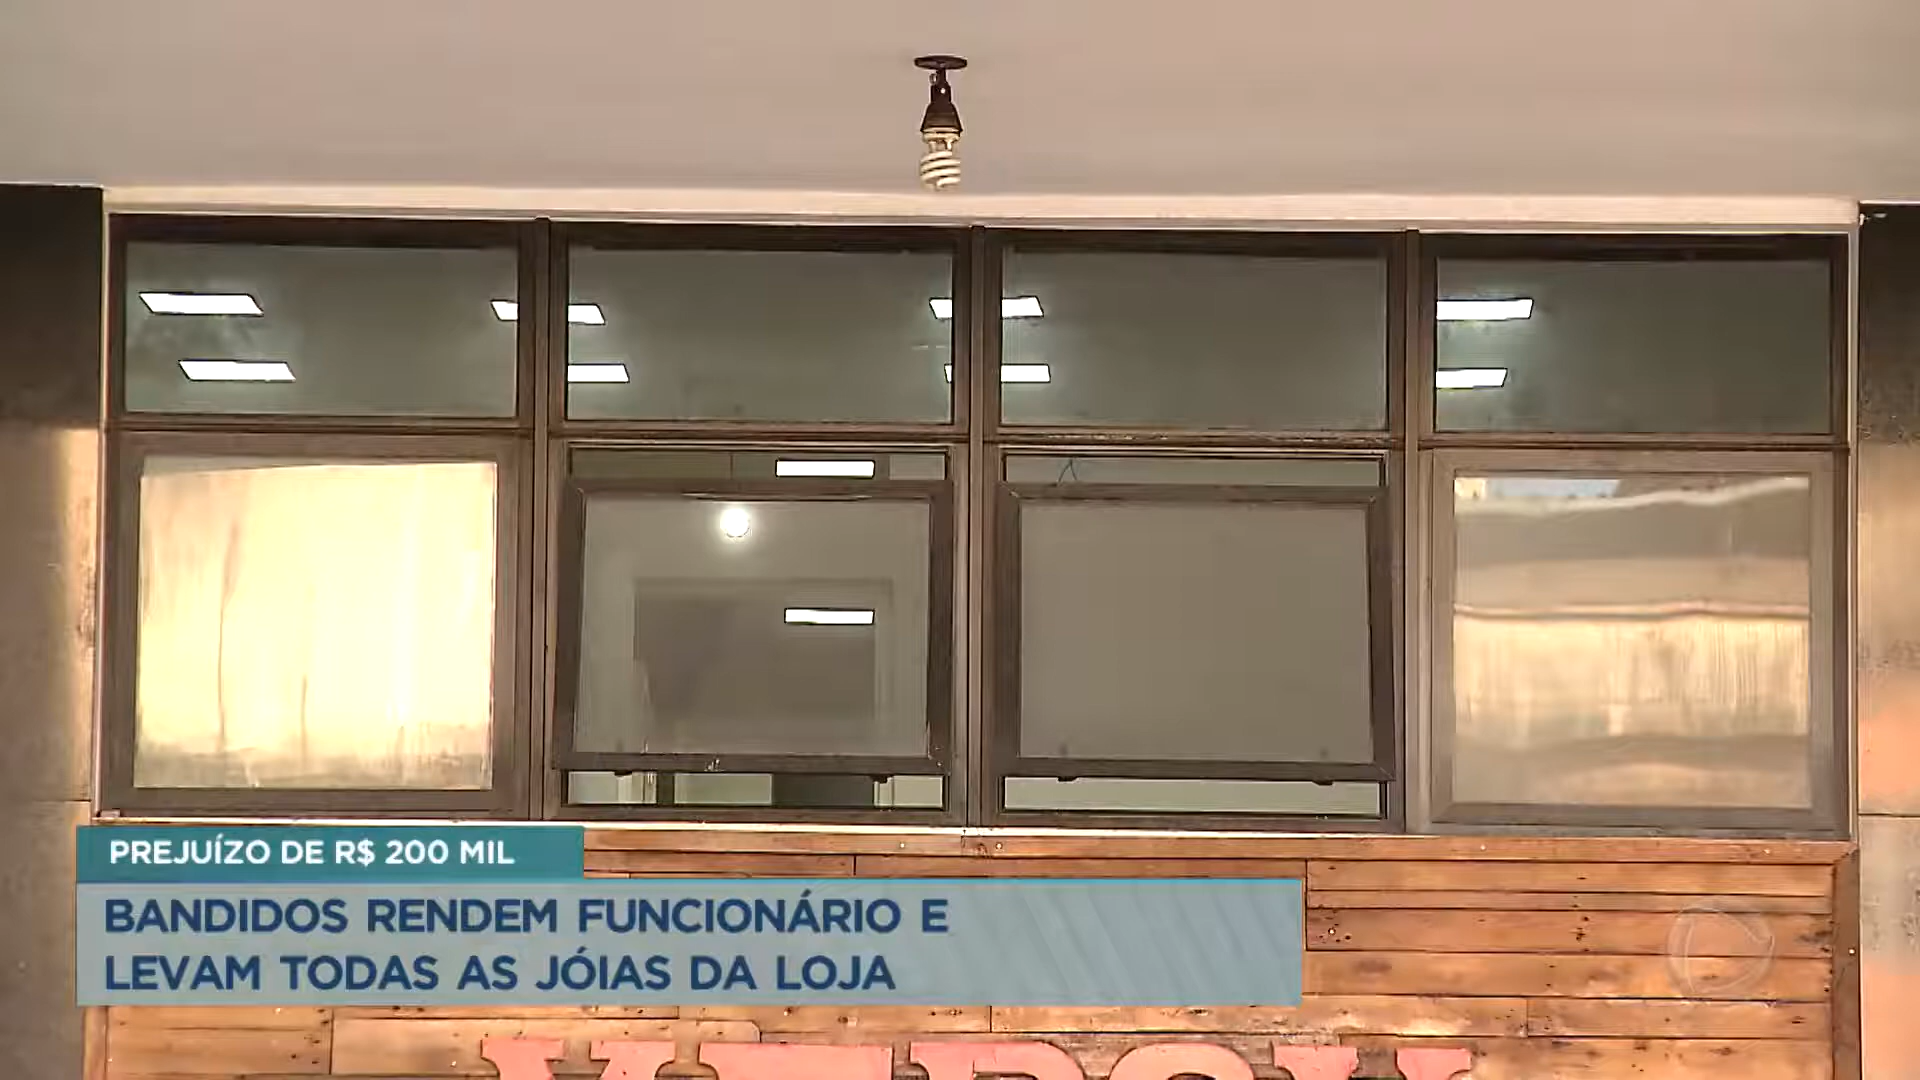 PREJUÍZO DE R$ 200 MIL
BANDIDOS RENDEM FUNCIONÁRIO E
LEVAM TODAS AS JÓIAS DA LOJA